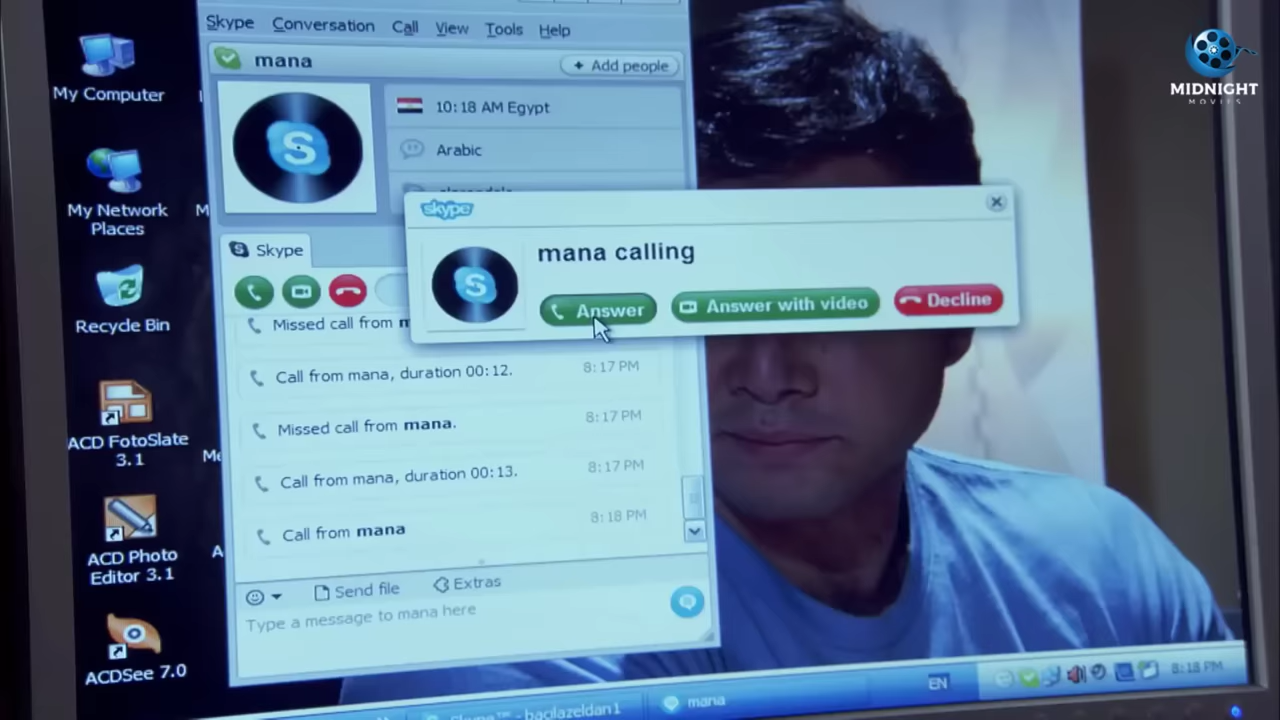 Skype Conversation Call View Tools Help
MIDNIGHT
MOVIES
mana
+ Add people
My Computer
10:18 AM Egypt
Arabic
My Network
Places
skype
mana calling
Skype
Answer
Answer with video
Decline
Recycle Bin
Missed call from
Call from mana, duration 00:12. 8:17 PM
Missed call from mana. 8:17 PM
ACD FotoSlate
3.1
Call from mana, duration 00:13. 8:17 PM
Call from mana 8:18 PM
ACD Photo
Editor 3.1
Send file Extras
Type a message to mana here
ACDSee 7.0
EN
8:18 PM
mana